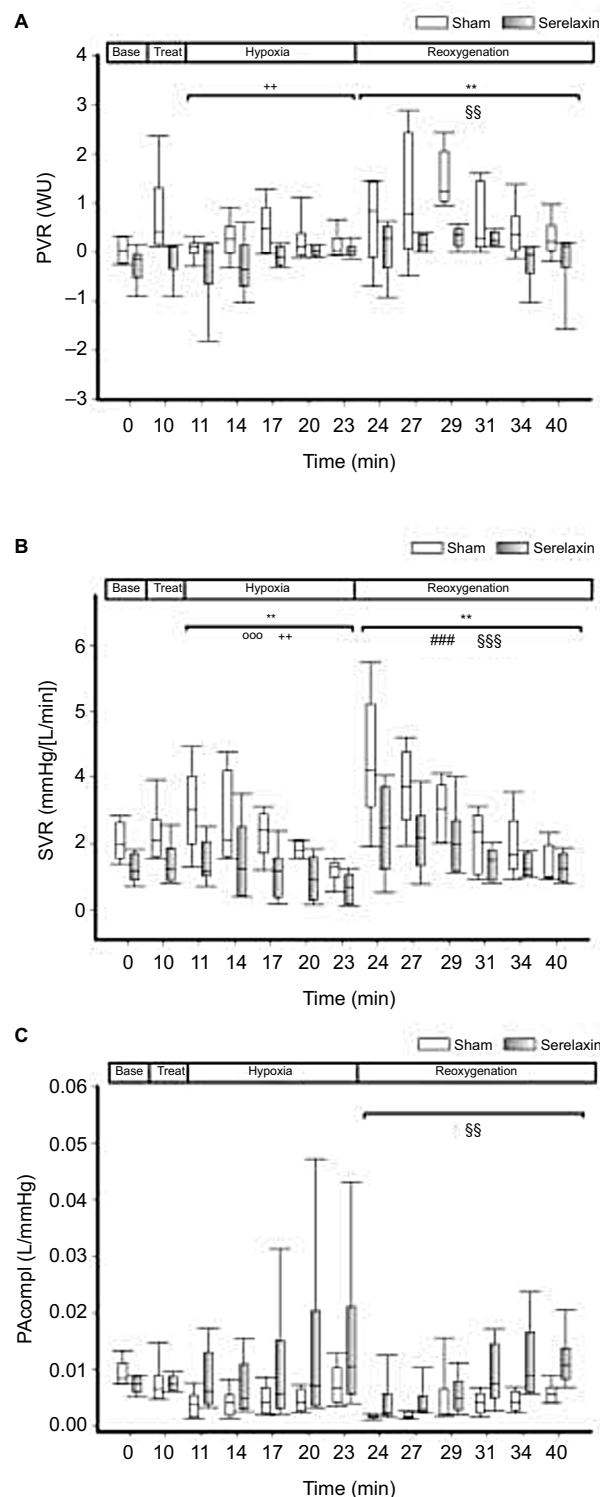 A
Sham Serelaxin
Base Treat Hypoxia Reoxygenation
PVR (WU)
4
3
2
1
0
–1
–2
–3
++
**
§§
0 10 11 14 17 20 23 24 27 29 31 34 40
Time (min)
B
Sham Serelaxin
Base Treat Hypoxia Reoxygenation
SVR (mmHg/[L/min])
6
5
4
2
0
**
ooo ++
**
### §§§
0 10 11 14 17 20 23 24 27 29 31 34 40
Time (min)
C
Sham Serelaxin
Base Treat Hypoxia Reoxygenation
PAcompl (L/mmHg)
0.06
0.05
0.04
0.03
0.02
0.01
0.00
§§
0 10 11 14 17 20 23 24 27 29 31 34 40
Time (min)